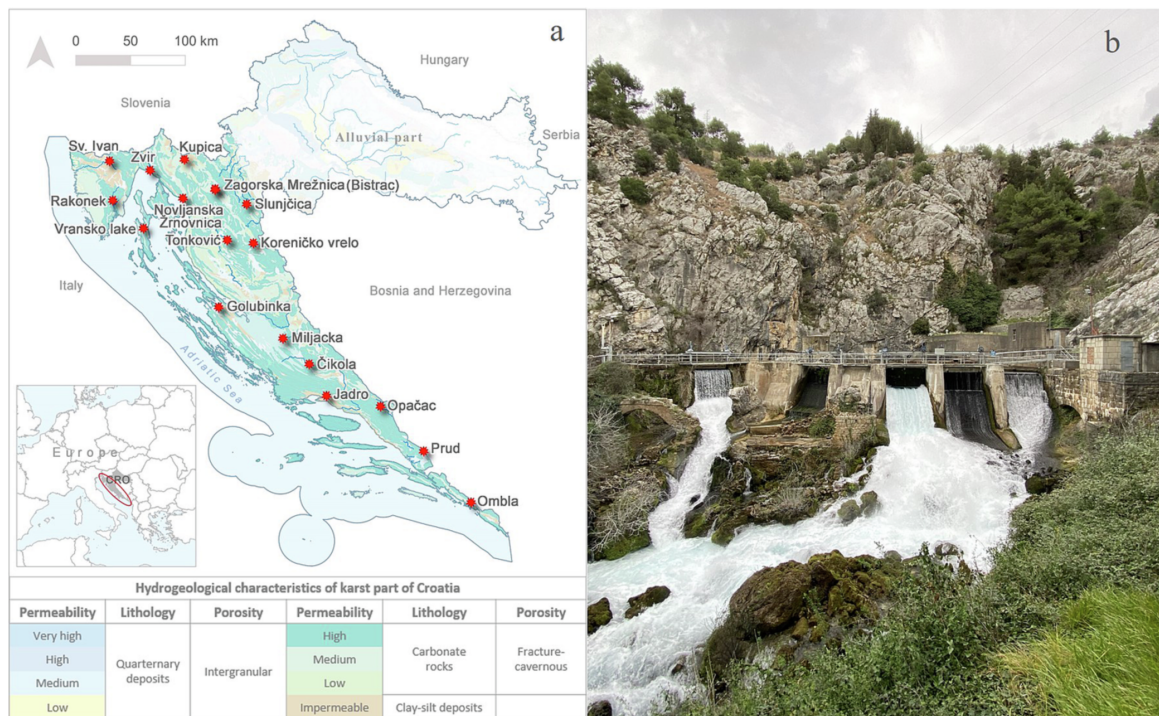 a
b
0 50 100 km
Hungary
Slovenia
Serbia
Alluvial part
Sv. Ivan
Zvir
Kupica
Zagorska Mrežnica (Bistrac)
Rakonek
Novljanska
Žrnovnica
Slunjčica
Vransko lake
Tonković
Koreničko vrelo
Italy
Bosnia and Herzegovina
Golubinka
Miljacka
Adriatic Sea
Čikola
Jadro
Opačac
Prud
Ombla
Europe
CRO
Hydrogeological characteristics of karst part of Croatia
Permeability Lithology Porosity Permeability Lithology Porosity
Very high
High
Medium
Low
Quarternary
deposits
Intergranular
High
Medium
Low
Impermeable
Carbonate
rocks
Clay-silt deposits
Fracture-
cavernous